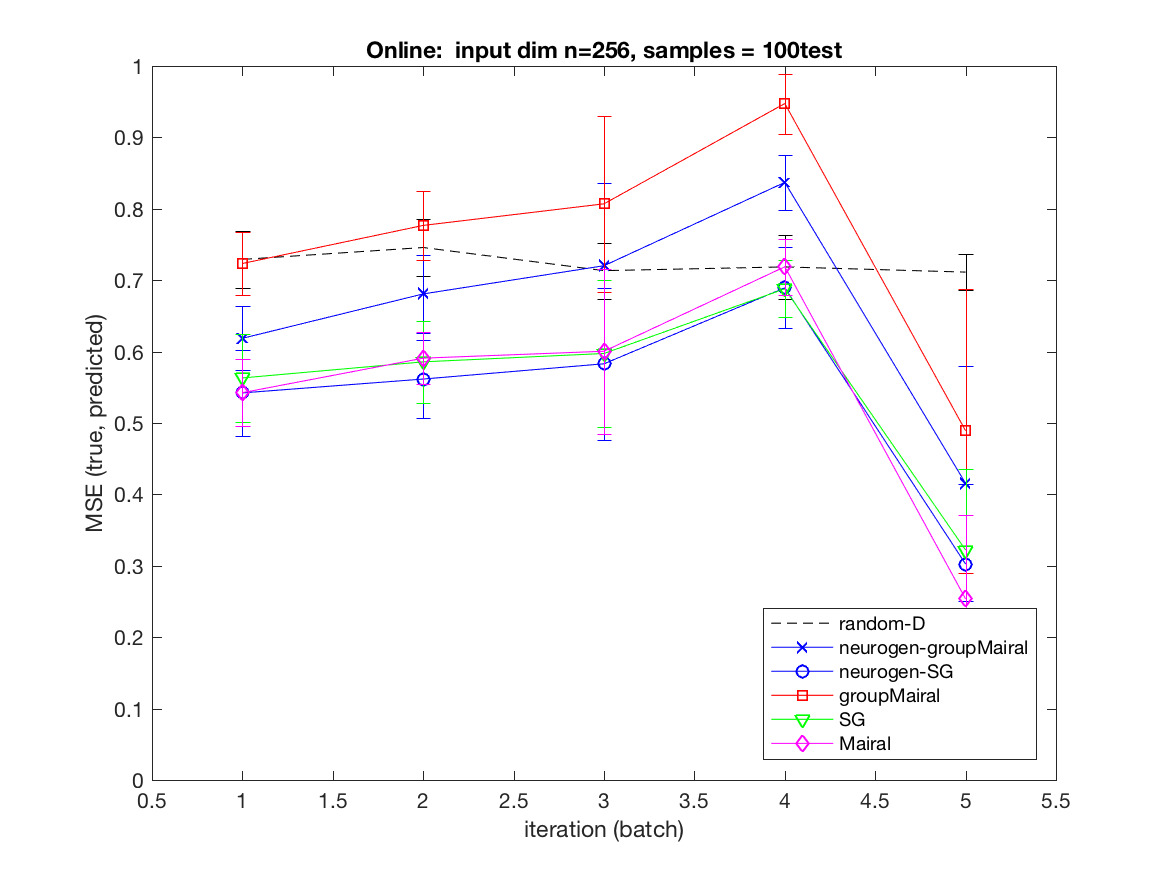 Online:  input dim n=256, samples = 100test
1
0.9
0.8
0.7
0.6
0.5
0.4
0.3
0.2
0.1
0
MSE (true, predicted)
random-D
neurogen-groupMairal
neurogen-SG
groupMairal
SG
Mairal
0.5 1 1.5 2 2.5 3 3.5 4 4.5 5 5.5
iteration (batch)